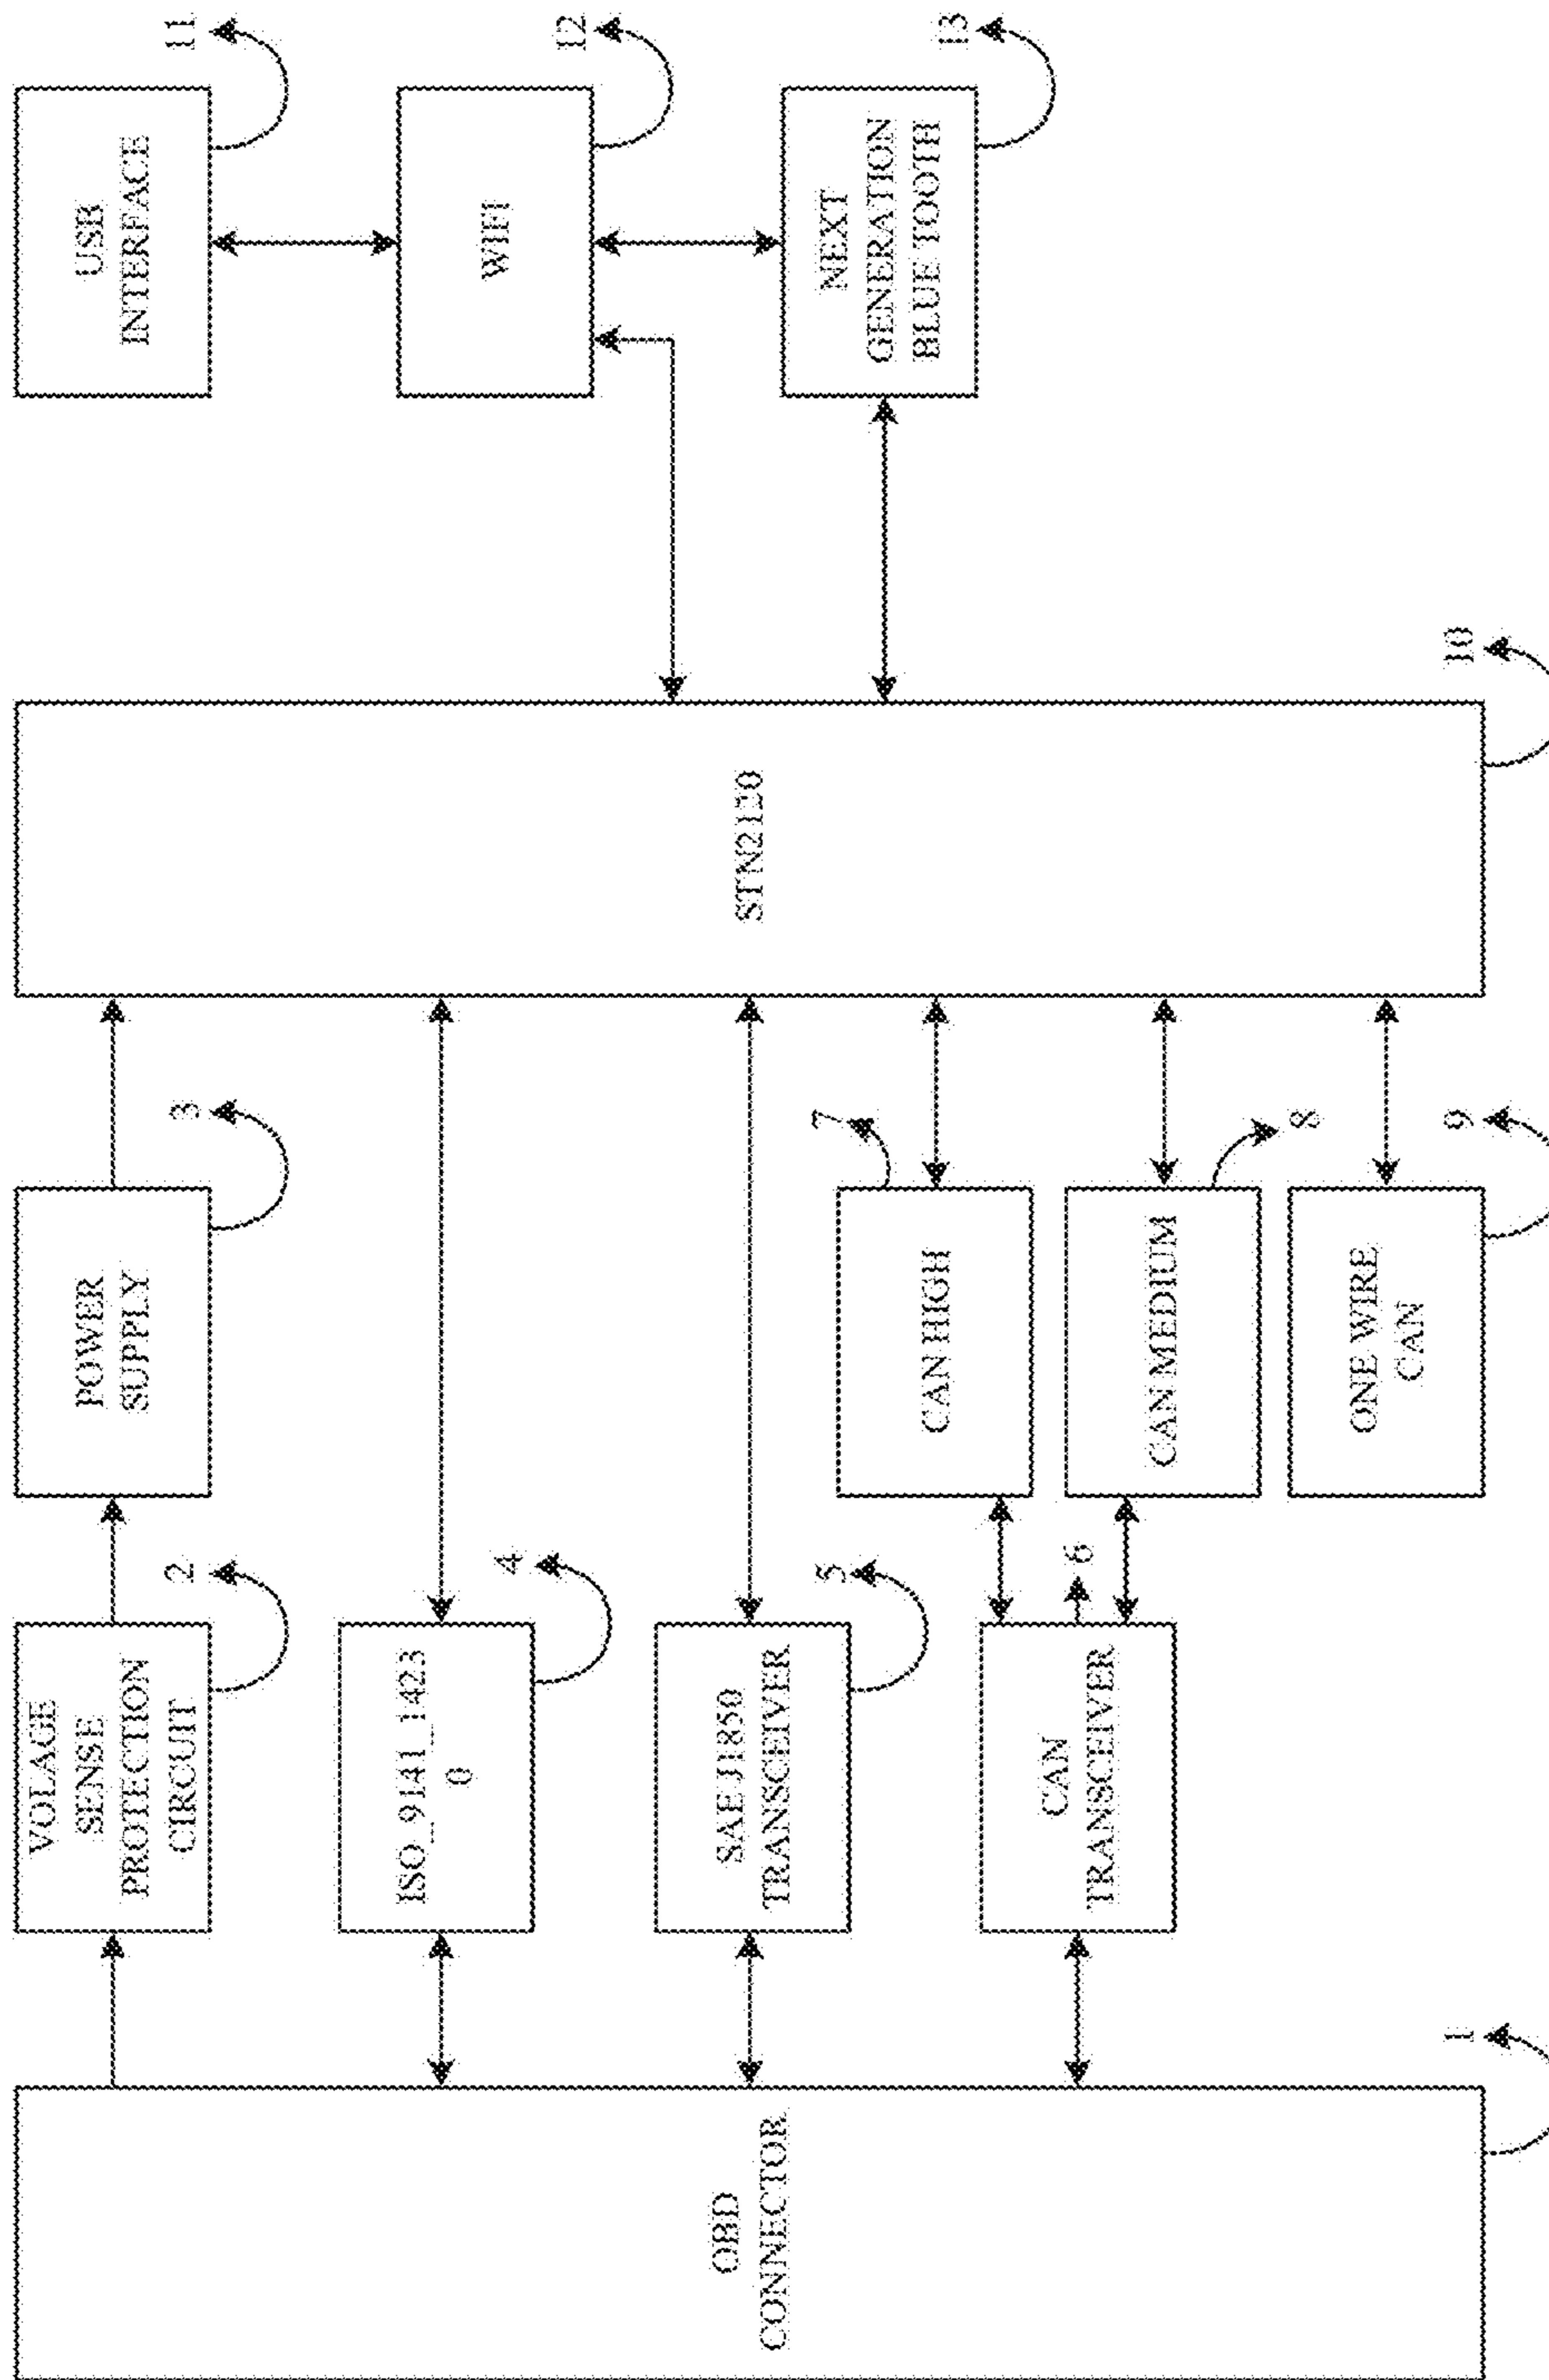 OBD
CONNECTOR
1
VOLAGE
SENSE
PROTECTION
CIRCUIT
2
POWER
SUPPLY
3
ISO_9141_1423
0
4
SAE J1850
TRANSCEIVER
5
CAN
TRANSCEIVER
6
CAN HIGH
7
CAN MEDIUM
8
ONE WIRE
CAN
9
STN2120
10
USB
INTERFACE
11
WIFI
12
NEXT
GENERATION
BLUE TOOTH
13